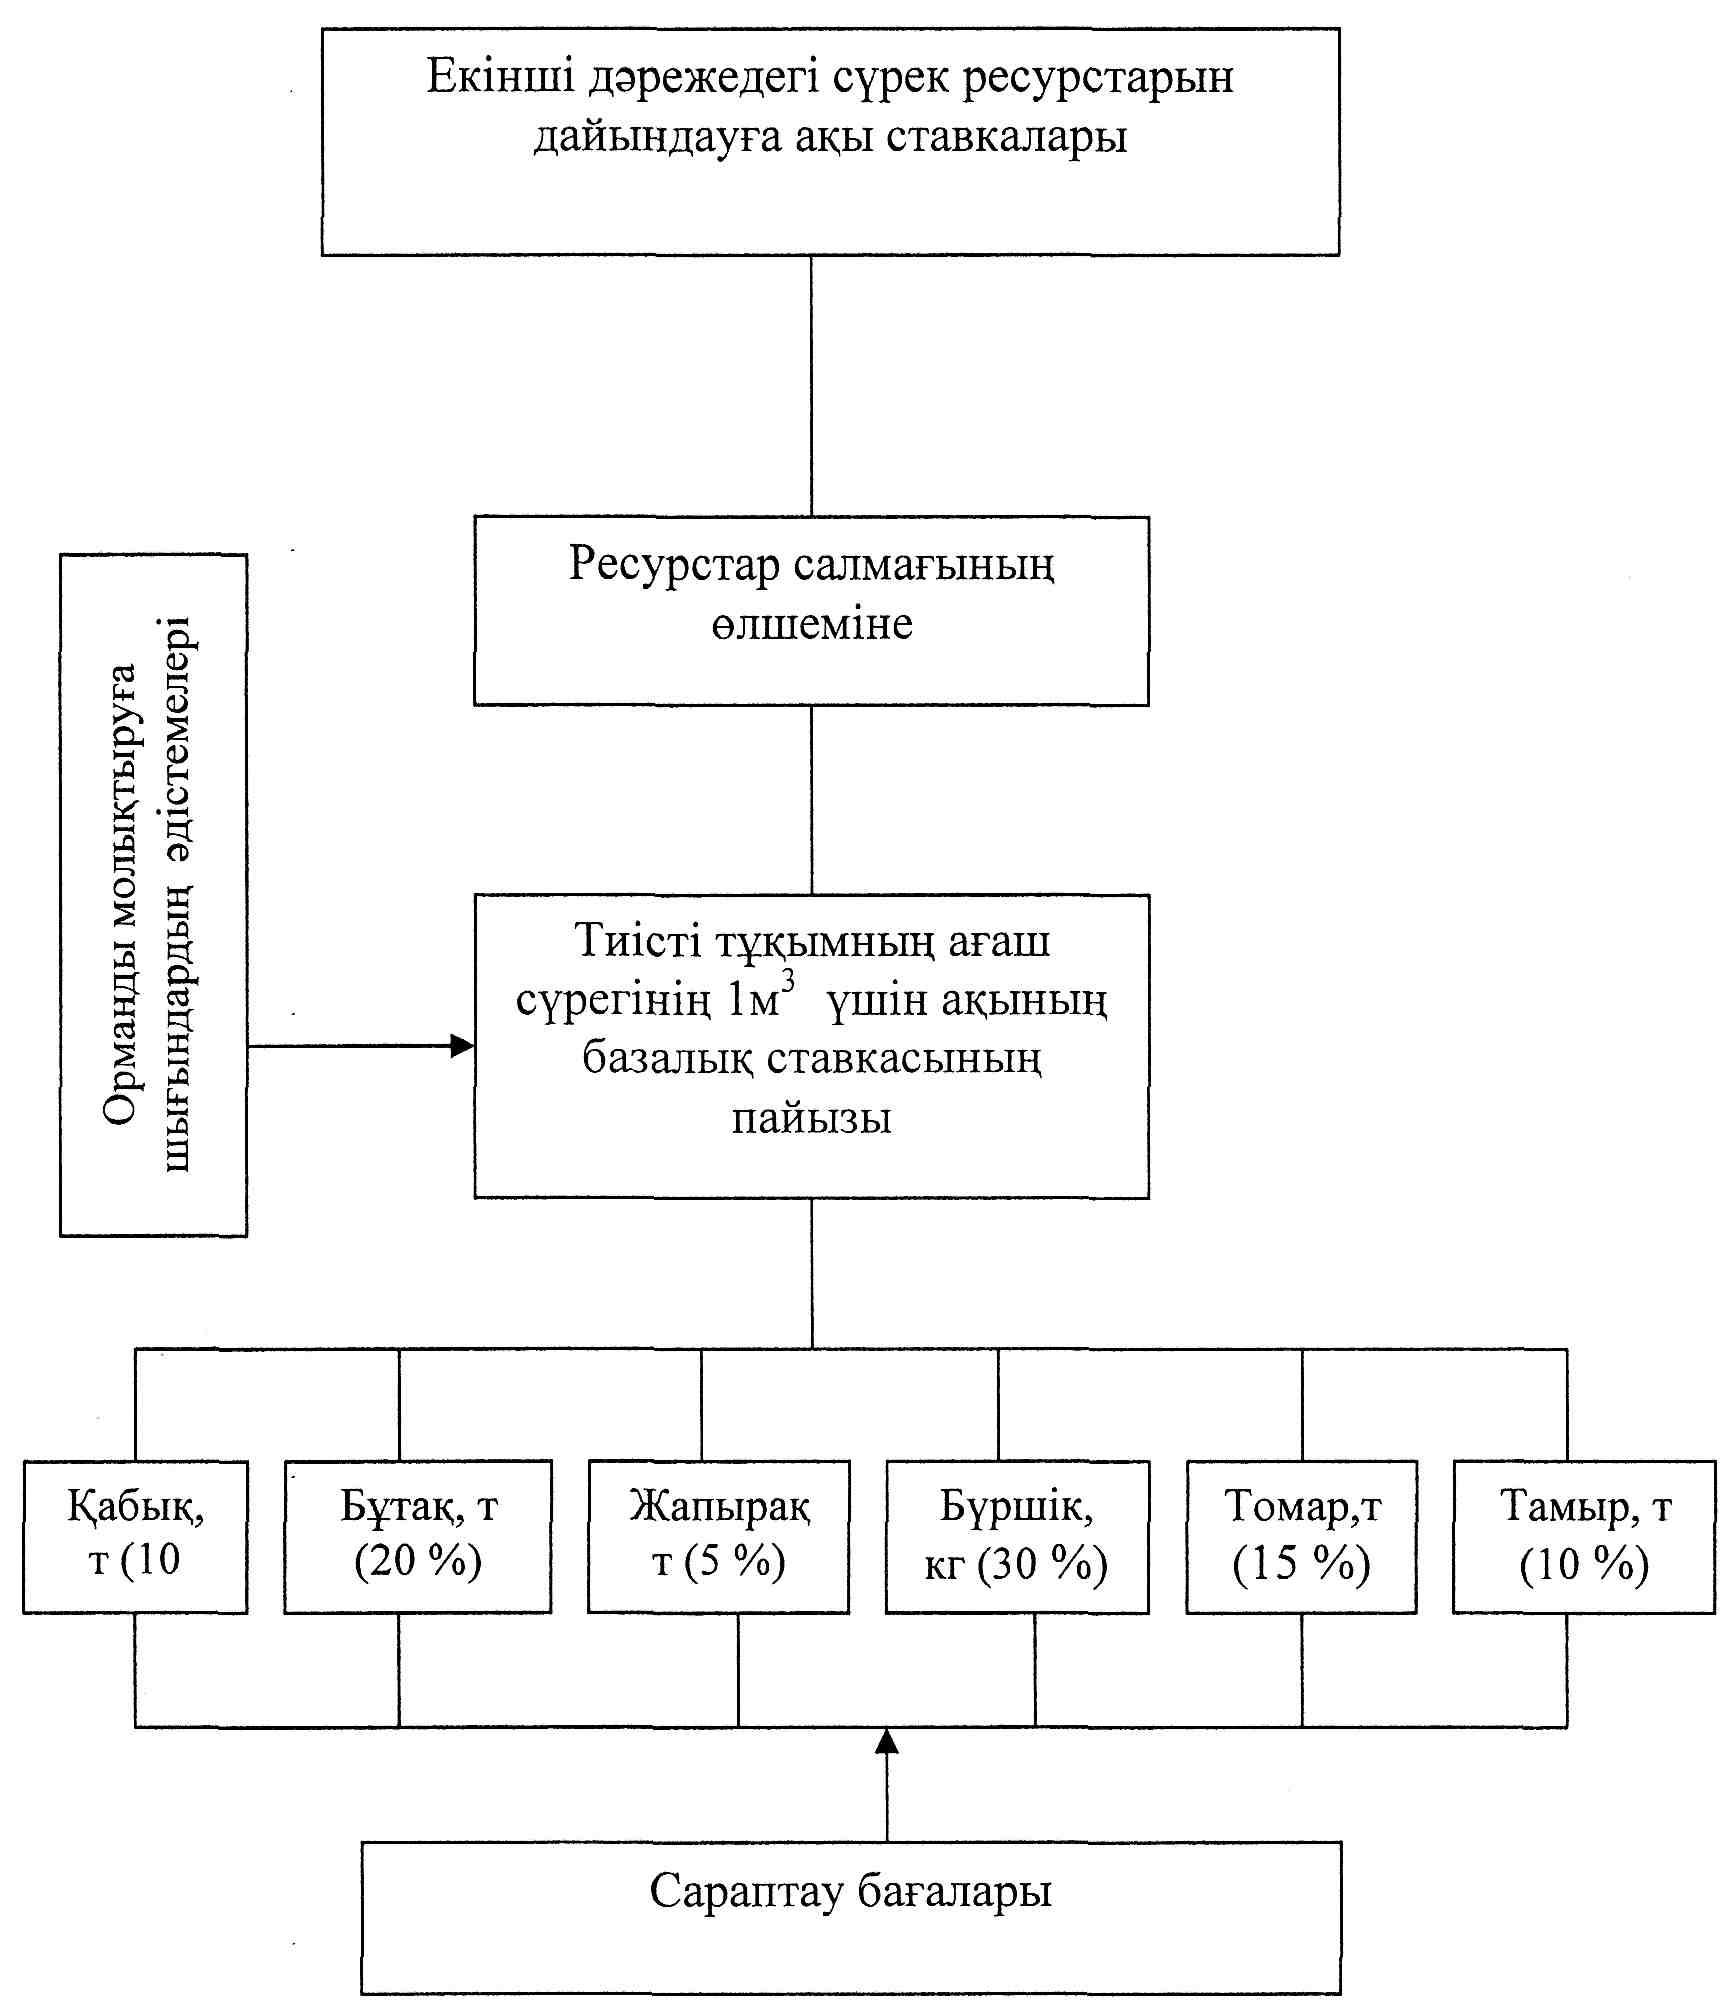 Екінші дәрежедегі сүрек ресурстарын
дайындауға ақы ставкалары
Ресурстар салмағының
өлшеміне
Орманды молықтыруға
шығындардың әдістемелері
Тиісті тұқымның ағаш
сүрегінің 1м³ үшін ақының
базалық ставкасының
пайызы
Қабық,
т (10
Бұтақ, т
(20 %)
Жапырақ
т (5 %)
Бүршік,
кг (30 %)
Томар,т
(15 %)
Тамыр, т
(10 %)
Сараптау бағалары